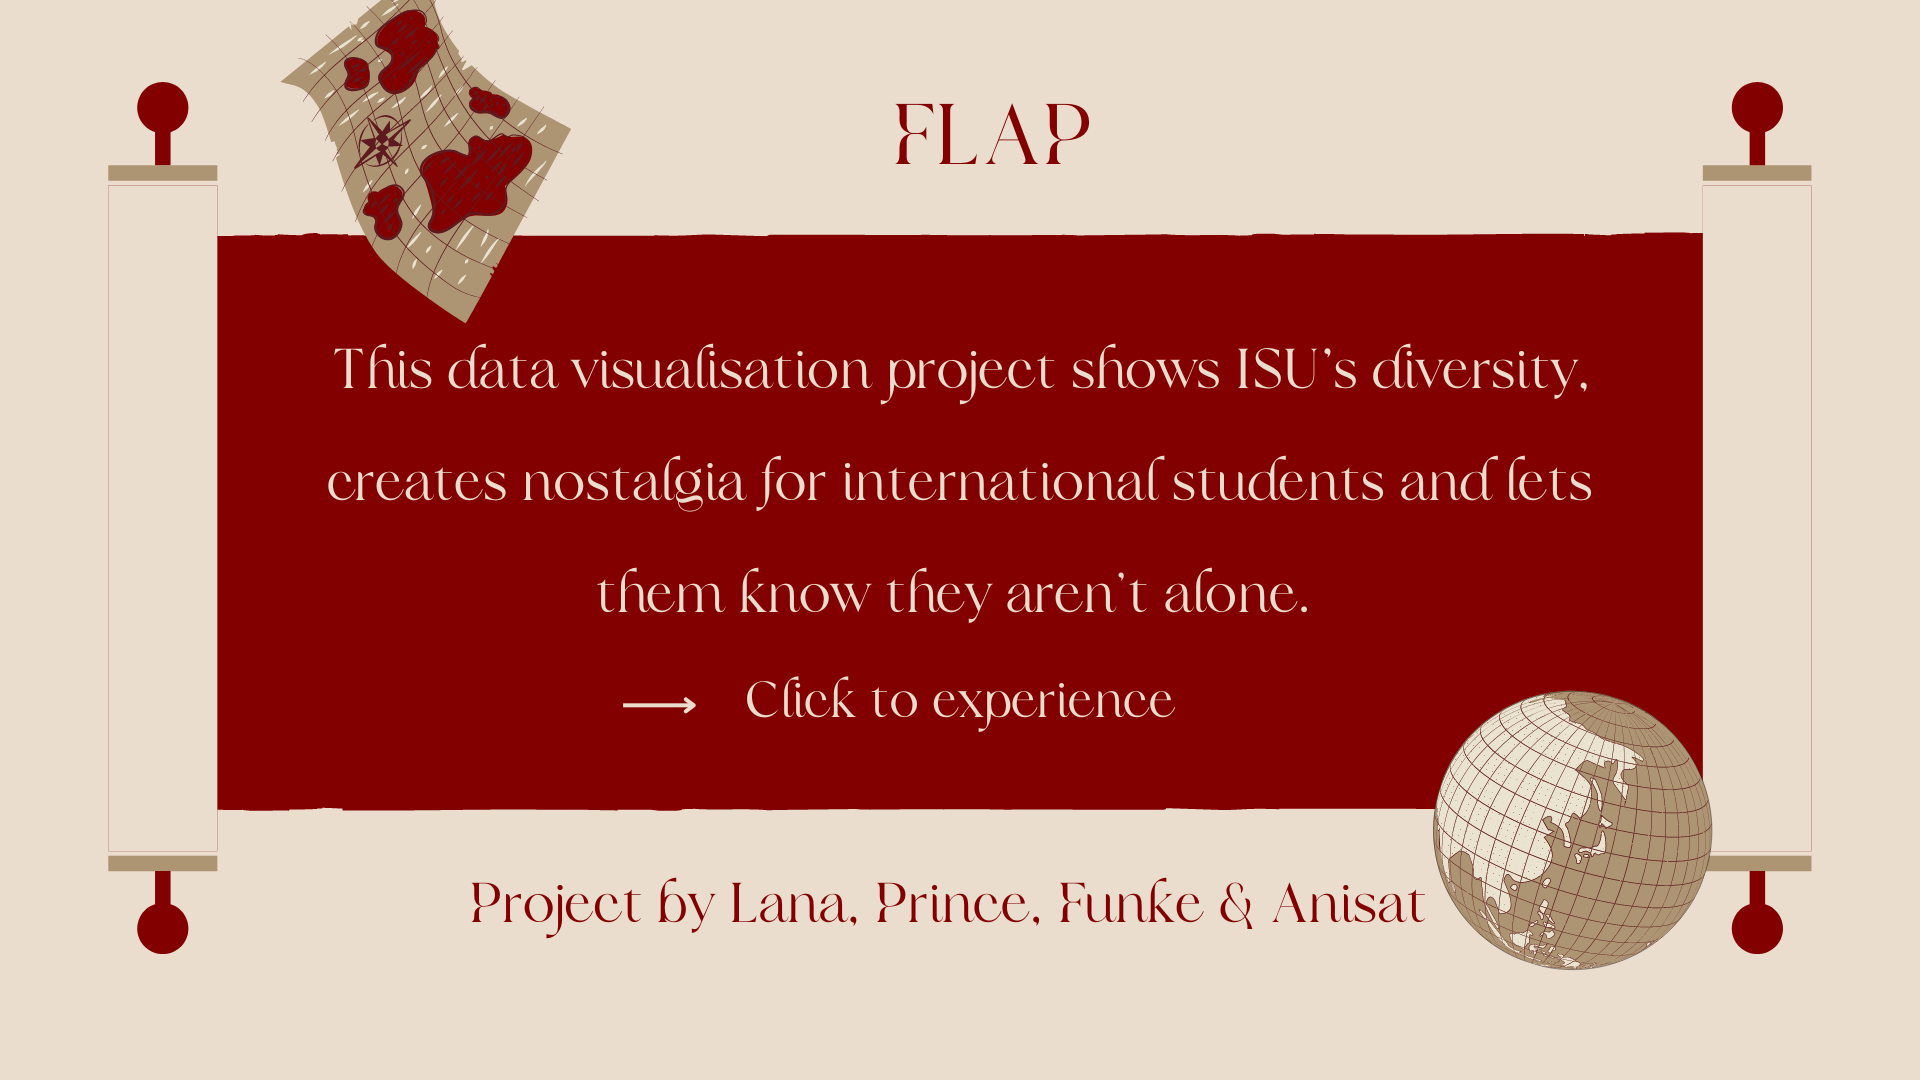 FLAP
This data visualisation project shows ISU's diversity,
creates nostalgia for international students and lets
them know they aren't alone.
Click to experience
Project by Lana, Prince, Funke & Anisat